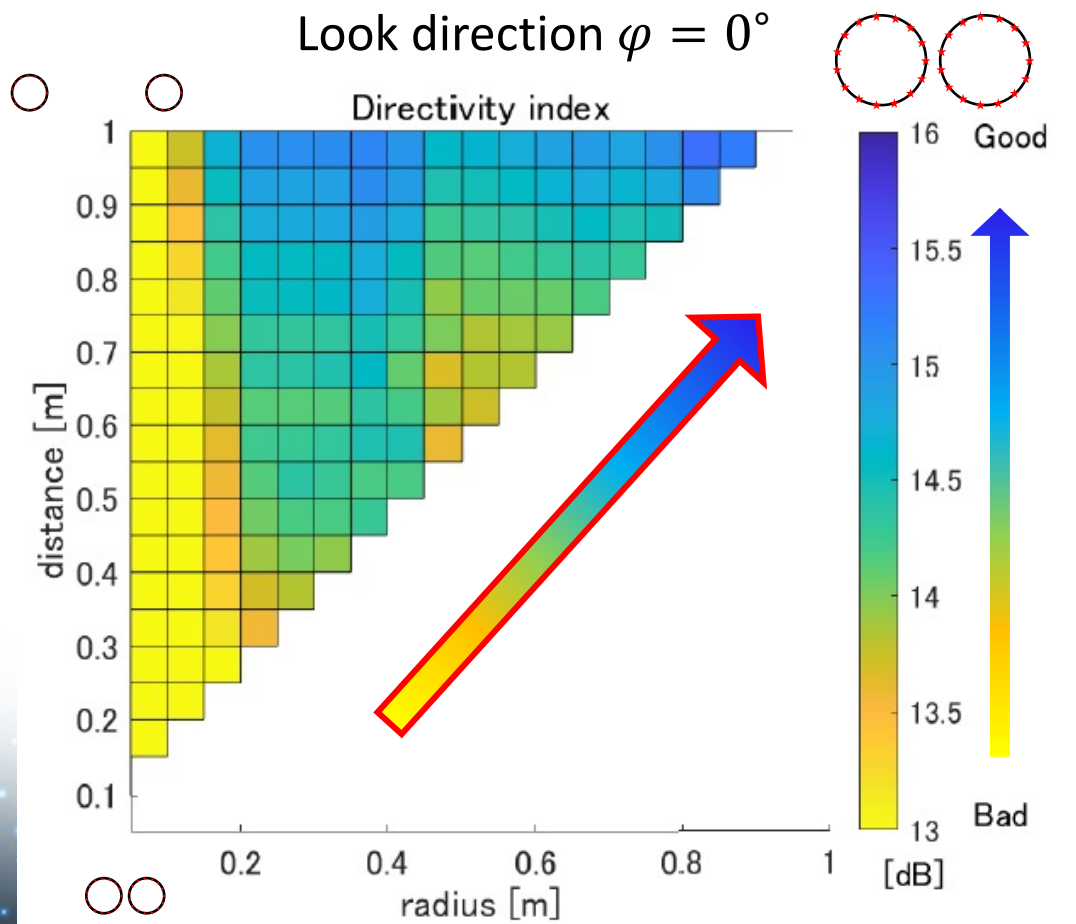 Look direction φ = 0°
Directivity index
1
0.9
0.8
0.7
0.6
0.5
0.4
0.3
0.2
0.1
distance [m]
0.2 0.4 0.6 0.8 1
radius [m]
16
15.5
15
14.5
14
13.5
13
[dB]
Good
Bad